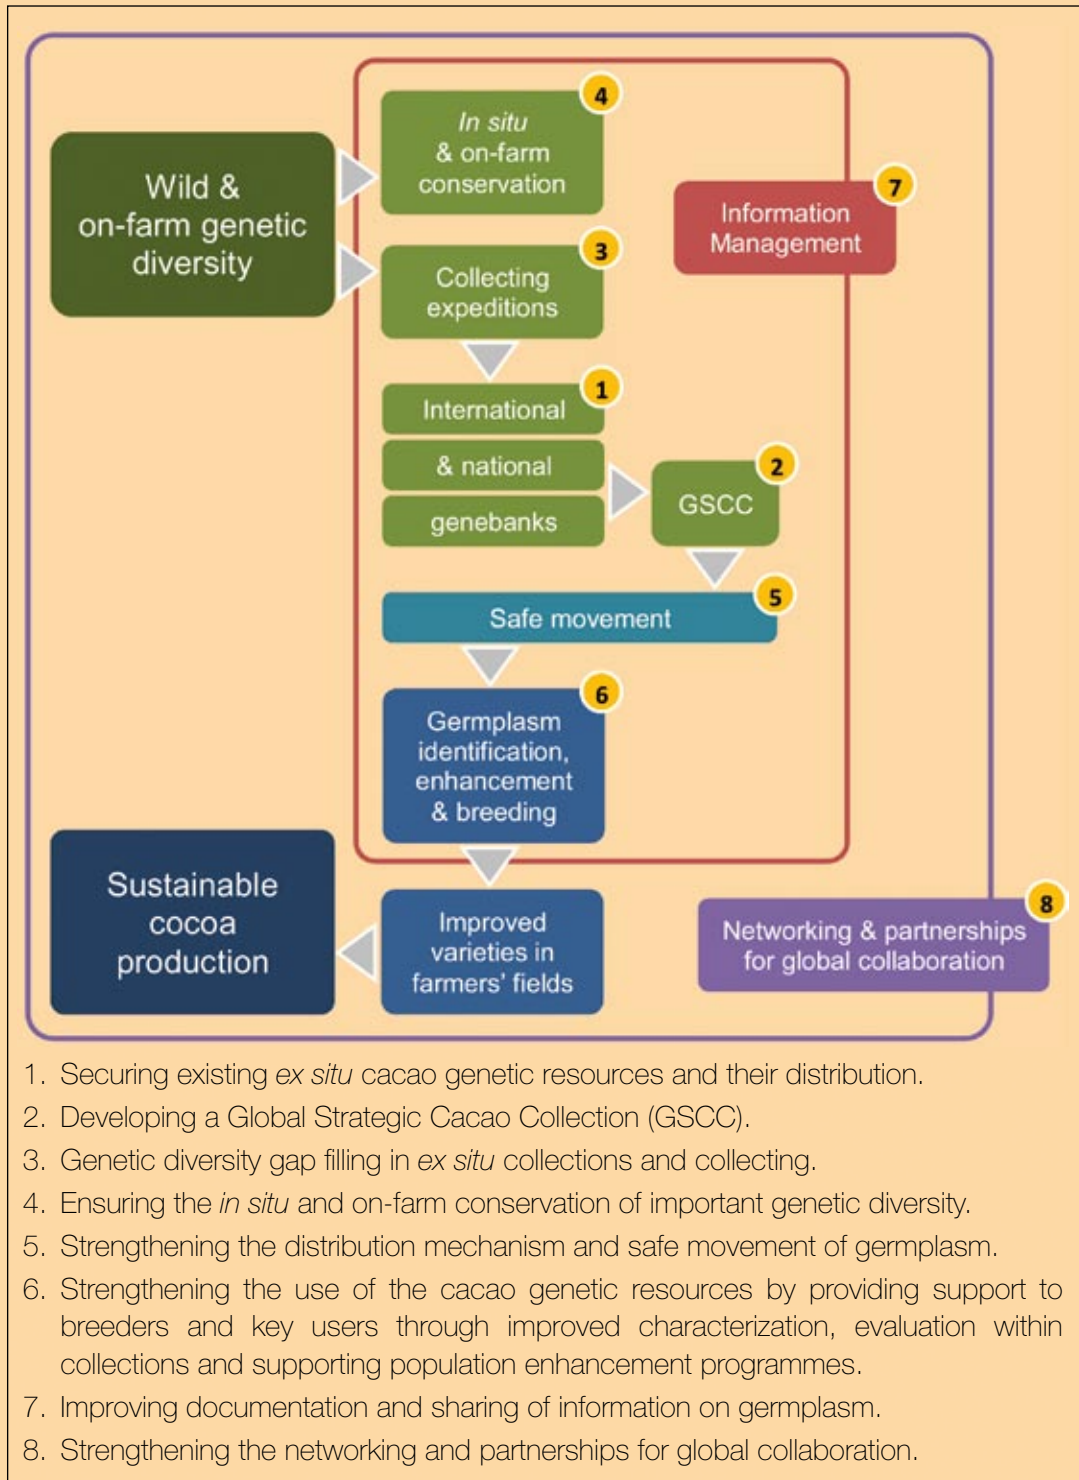 4
In situ
& on-farm
conservation
Wild &
on-farm genetic
diversity
7
Information
Management
3
Collecting
expeditions
1
International
& national
genebanks
2
GSCC
5
Safe movement
6
Germplasm
identification,
enhancement
& breeding
Sustainable
cocoa
production
Improved
varieties in
farmers' fields
8
Networking & partnerships
for global collaboration
1. Securing existing ex situ cacao genetic resources and their distribution.
2. Developing a Global Strategic Cacao Collection (GSCC).
3. Genetic diversity gap filling in ex situ collections and collecting.
4. Ensuring the in situ and on-farm conservation of important genetic diversity.
5. Strengthening the distribution mechanism and safe movement of germplasm.
6. Strengthening the use of the cacao genetic resources by providing support to
breeders and key users through improved characterization, evaluation within
collections and supporting population enhancement programmes.
7. Improving documentation and sharing of information on germplasm.
8. Strengthening the networking and partnerships for global collaboration.